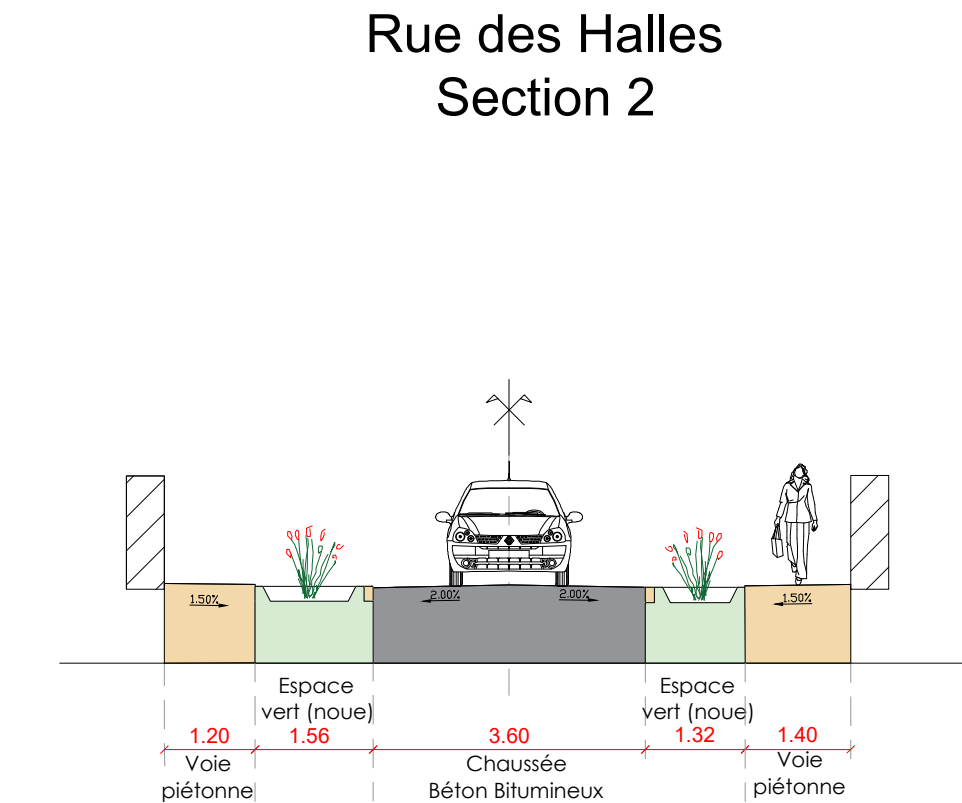 Rue des Halles
Section 2
1.50%
2.00%
2.00%
1.50%
Espace
vert (noue)
Espace
vert (noue)
1.20
1.56
3.60
1.32
1.40
Voie
piétonne
Chaussée
Béton Bitumineux
Voie
piétonne